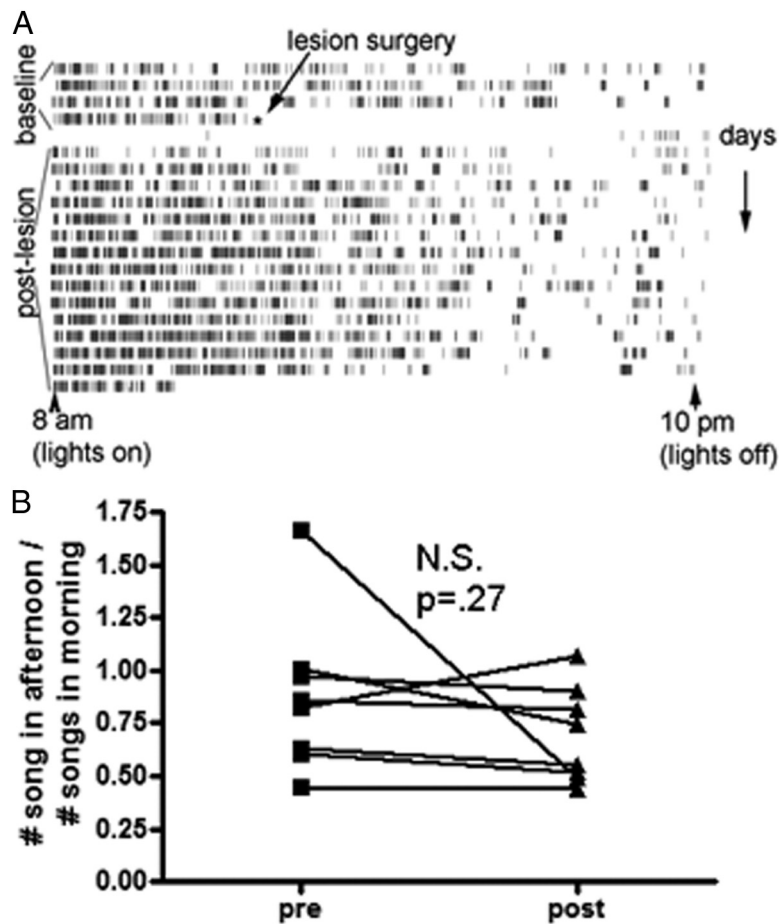 A
lesion surgery
baseline
days
post-lesion
8 am
(lights on)
10 pm
(lights off)
B
# song in afternoon /
# songs in morning
1.75
1.50
1.25
1.00
0.75
0.50
0.25
0.00
N.S.
p=.27
pre
post